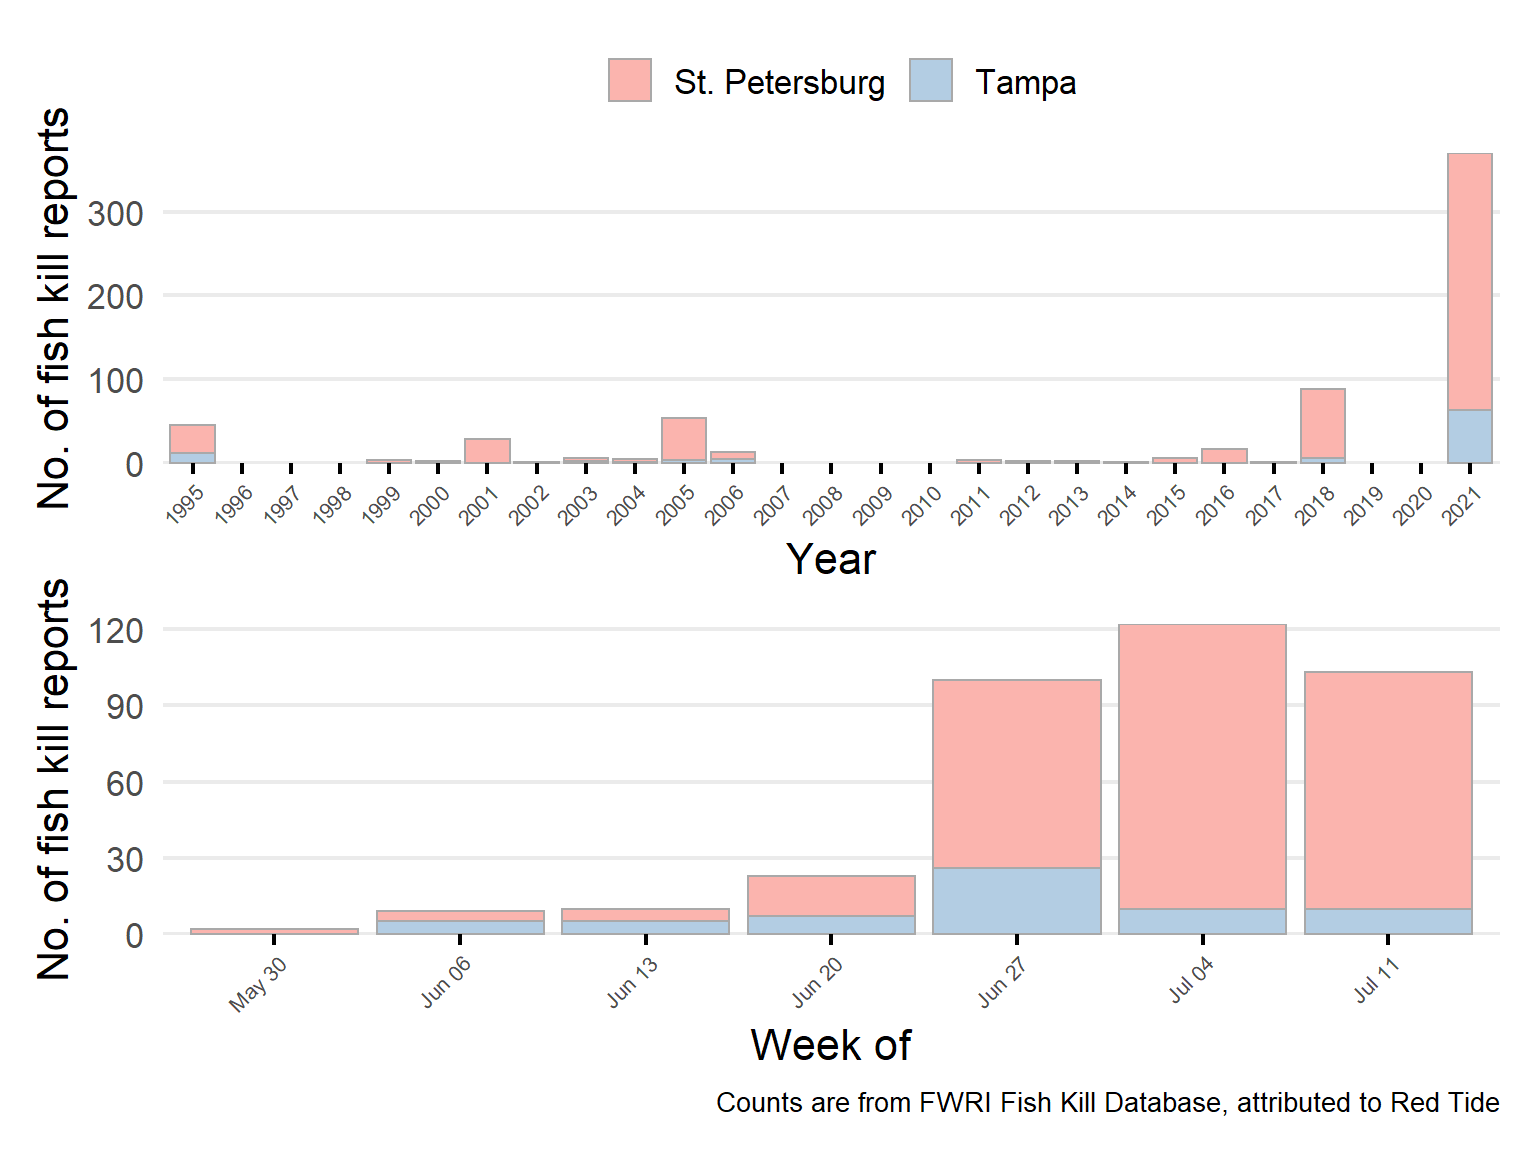 St. Petersburg Tampa
No. of fish kill reports
300
200
100
0
1995 1996 1997 1998 1999 2000 2001 2002 2003 2004 2005 2006 2007 2008 2009 2010 2011 2012 2013 2014 2015 2016 2017 2018 2019 2020 2021
Year
No. of fish kill reports
120
90
60
30
0
May 30 Jun 06 Jun 13 Jun 20 Jun 27 Jul 04 Jul 11
Week of
Counts are from FWRI Fish Kill Database, attributed to Red Tide